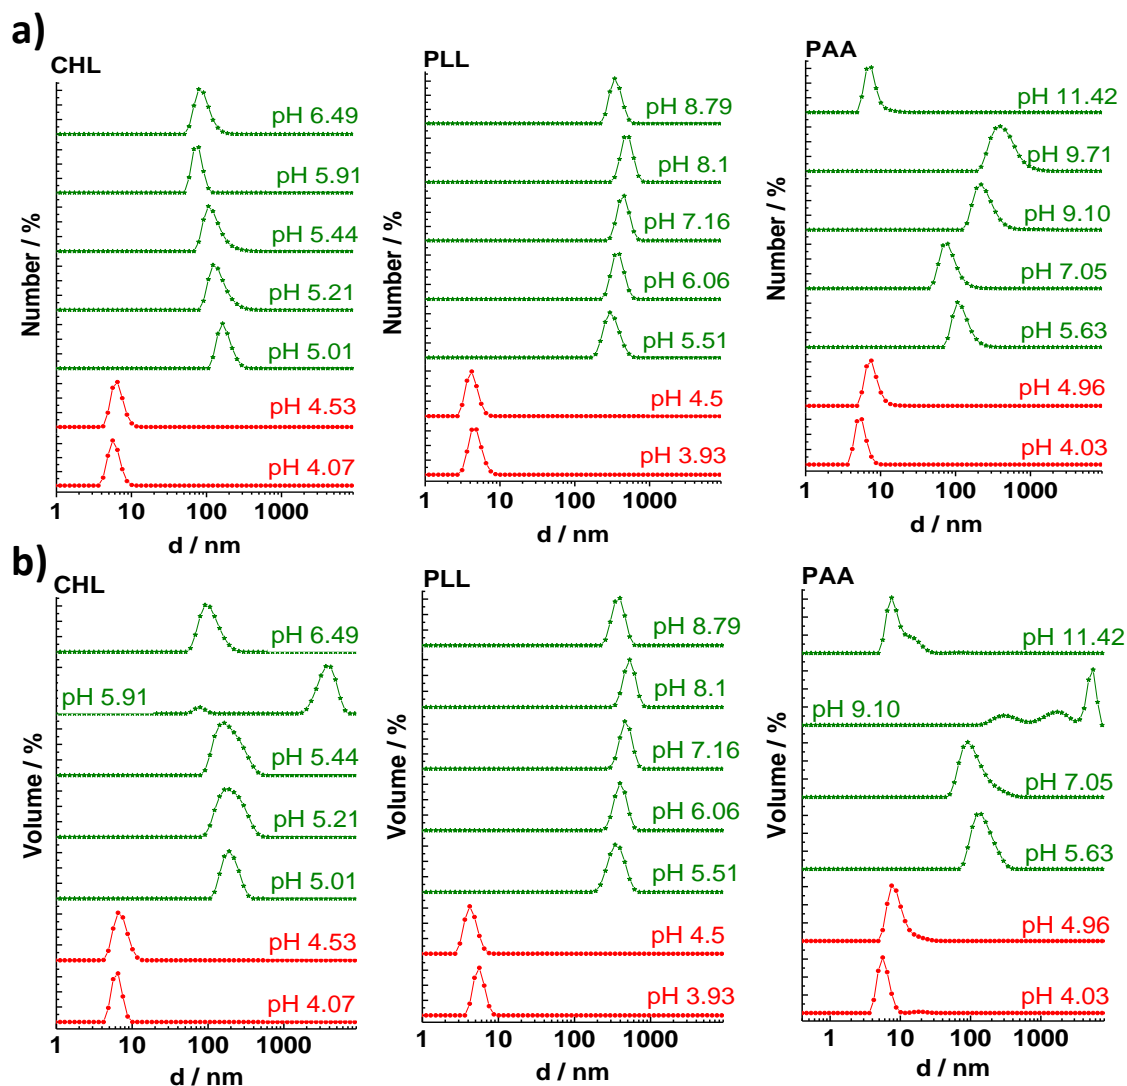 a)
CHL
PLL
PAA
pH 6.49
pH 5.91
pH 5.44
pH 5.21
pH 5.01
pH 4.53
pH 4.07
Number / %
1 10 100 1000
d / nm
pH 8.79
pH 8.1
pH 7.16
pH 6.06
pH 5.51
pH 4.5
pH 3.93
Number / %
1 10 100 1000
d / nm
pH 11.42
pH 9.71
pH 9.10
pH 7.05
pH 5.63
pH 4.96
pH 4.03
Number / %
1 10 100 1000
d / nm
b)
CHL
PLL
PAA
pH 6.49
pH 5.91
pH 5.44
pH 5.21
pH 5.01
pH 4.53
pH 4.07
Volume / %
1 10 100 1000
d / nm
pH 8.79
pH 8.1
pH 7.16
pH 6.06
pH 5.51
pH 4.5
pH 3.93
Volume / %
1 10 100 1000
d / nm
pH 11.42
pH 9.10
pH 7.05
pH 5.63
pH 4.96
pH 4.03
Volume / %
1 10 100 1000
d / nm